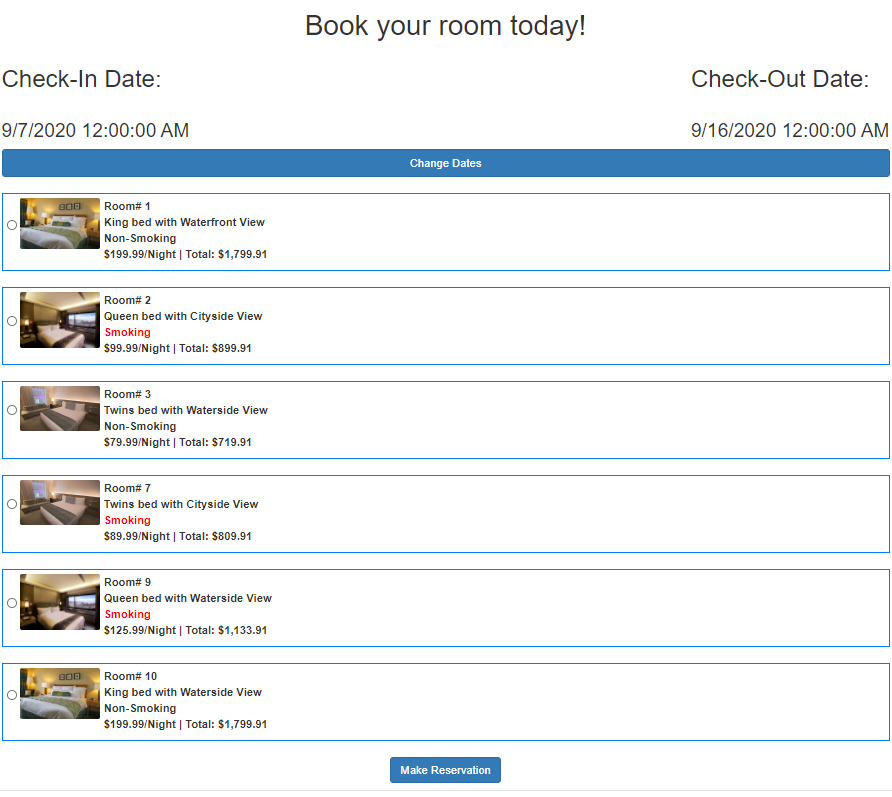 Book your room today!
Check-In Date:
Check-Out Date:
9/7/2020 12:00:00 AM
9/16/2020 12:00:00 AM
Change Dates
Room# 1
King bed with Waterfront View
Non-Smoking
$199.99/Night | Total: $1,799.91
Room# 2
Queen bed with Cityside View
Smoking
$99.99/Night | Total: $899.91
Room# 3
Twins bed with Waterside View
Non-Smoking
$79.99/Night | Total: $719.91
Room# 7
Twins bed with Cityside View
Smoking
$89.99/Night | Total: $809.91
Room# 9
Queen bed with Waterside View
Smoking
$125.99/Night | Total: $1,133.91
Room# 10
King bed with Waterside View
Non-Smoking
$199.99/Night | Total: $1,799.91
Make Reservation